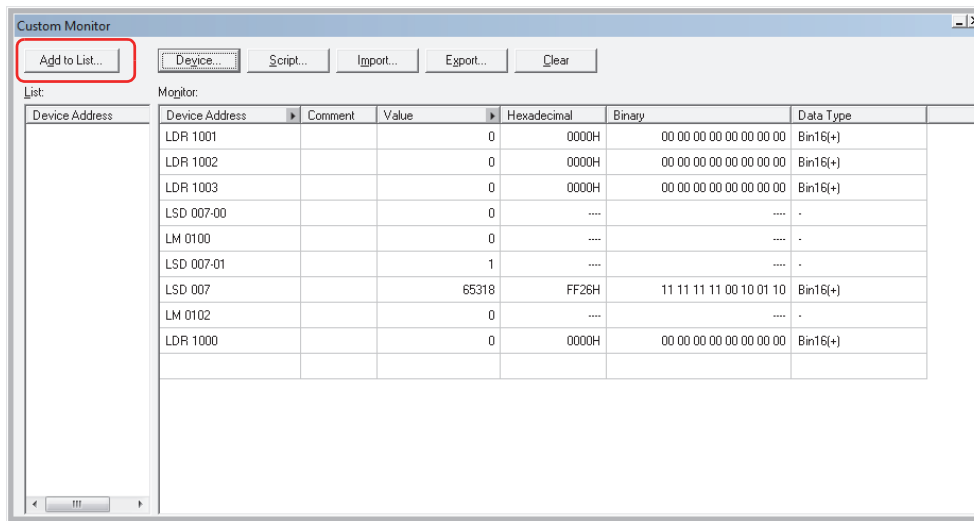 Custom Monitor
Add to List... Device... Script... Import... Export... Clear
List: Monitor:
Device Address Device Address Comment Value Hexadecimal Binary Data Type
LDR 1001 0 0000H 00 00 00 00 00 00 00 00 Bin16(+)
LDR 1002 0 0000H 00 00 00 00 00 00 00 00 Bin16(+)
LDR 1003 0 0000H 00 00 00 00 00 00 00 00 Bin16(+)
LSD 007-00 0 ---- ---- -
LM 0100 0 ---- ---- -
LSD 007-01 1 ---- ---- -
LSD 007 65318 FF26H 11 11 11 11 00 10 01 10 Bin16(+)
LM 0102 0 ---- ---- -
LDR 1000 0 0000H 00 00 00 00 00 00 00 00 Bin16(+)